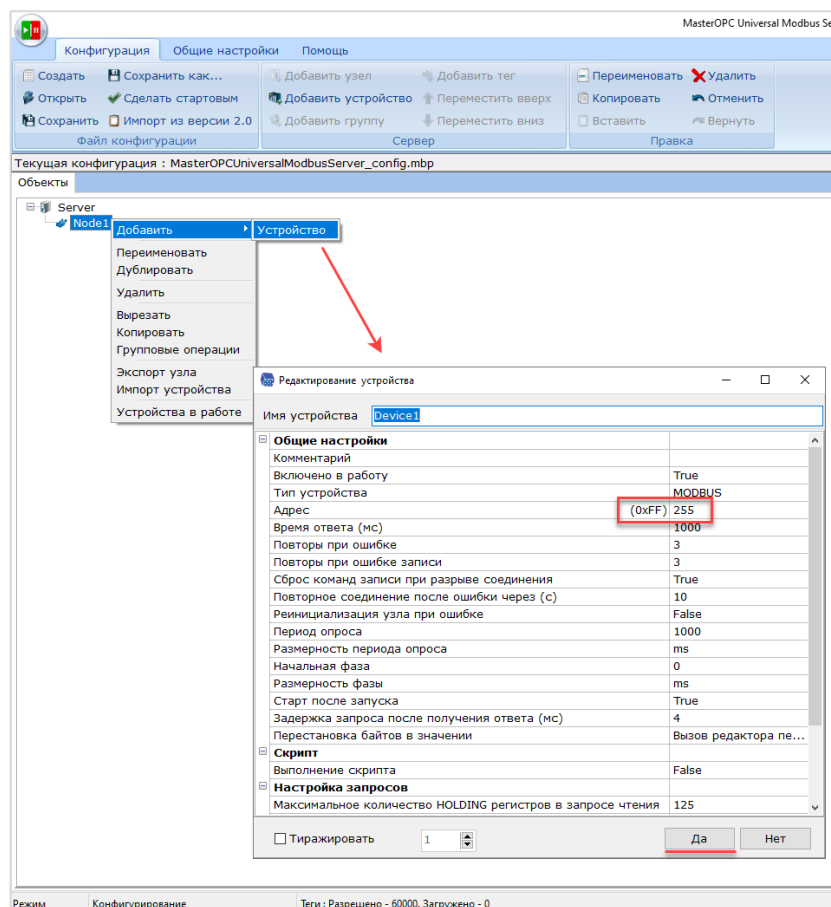 MasterOPC Universal Modbus Se
Конфигурация Общие настройки Помощь
Создать Сохранить как... Добавить узел Добавить тег Переименовать Удалить
Открыть Сделать стартовым Добавить устройство Переместить вверх Копировать Отменить
Сохранить Импорт из версии 2.0 Добавить группу Переместить вниз Вставить Вернуть
Файл конфигурации Сервер Правка
Текущая конфигурация : MasterOPCUniversalModbusServer_config.mbp
Объекты
Server
Node1
Добавить Устройство
Переименовать
Дублировать
Удалить
Вырезать
Копировать
Групповые операции
Экспорт узла
Импорт устройства
Устройства в работе
Редактирование устройства
Имя устройства Device1
Общие настройки
Комментарий
Включено в работу True
Тип устройства MODBUS
Адрес (0xFF) 255
Время ответа (мс) 1000
Повторы при ошибке 3
Повторы при ошибке записи 3
Сброс команд записи при разрыве соединения True
Повторное соединение после ошибки через (с) 10
Реинициализация узла при ошибке False
Период опроса 1000
Размерность периода опроса ms
Начальная фаза 0
Размерность фазы ms
Старт после запуска True
Задержка запроса после получения ответа (мс) 4
Перестановка байтов в значении Вызов редактора пе...
Скрипт
Выполнение скрипта False
Настройка запросов
Максимальное количество HOLDING регистров в запросе чтения 125
Тиражировать 1 Да Нет
Режим Конфигурирование Теги : Разрешено - 60000, Загружено - 0